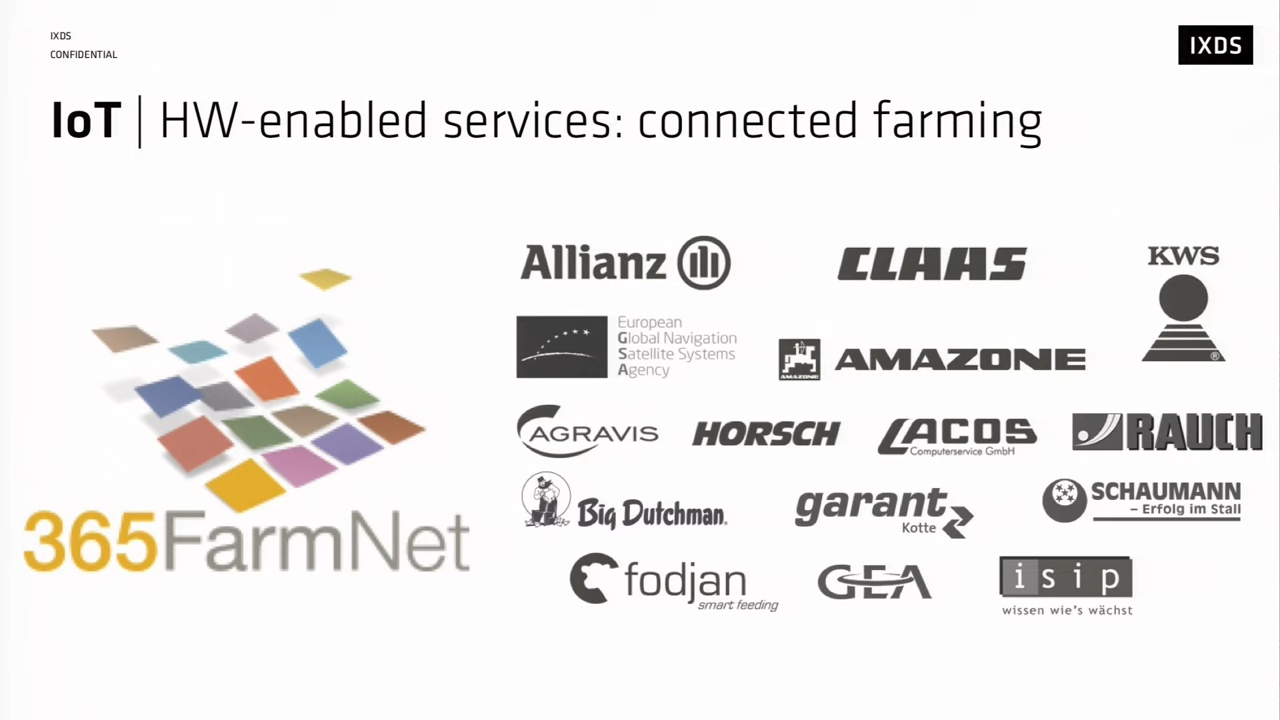 IXDS
CONFIDENTIAL
IXDS
IoT | HW-enabled services: connected farming
365FarmNet
Allianz
CLAAS
KWS
®
European
Global Navigation
Satellite Systems
Agency
AMAZONE
AMAZONE
AGRAVIS
HORSCH
LACOS
Computerservice GmbH
RAUCH
Big Dutchman®
garant
Kotte
SCHAUMANN
– Erfolg im Stall
fodjan
smart feeding
GEA
isip
wissen wie's wächst